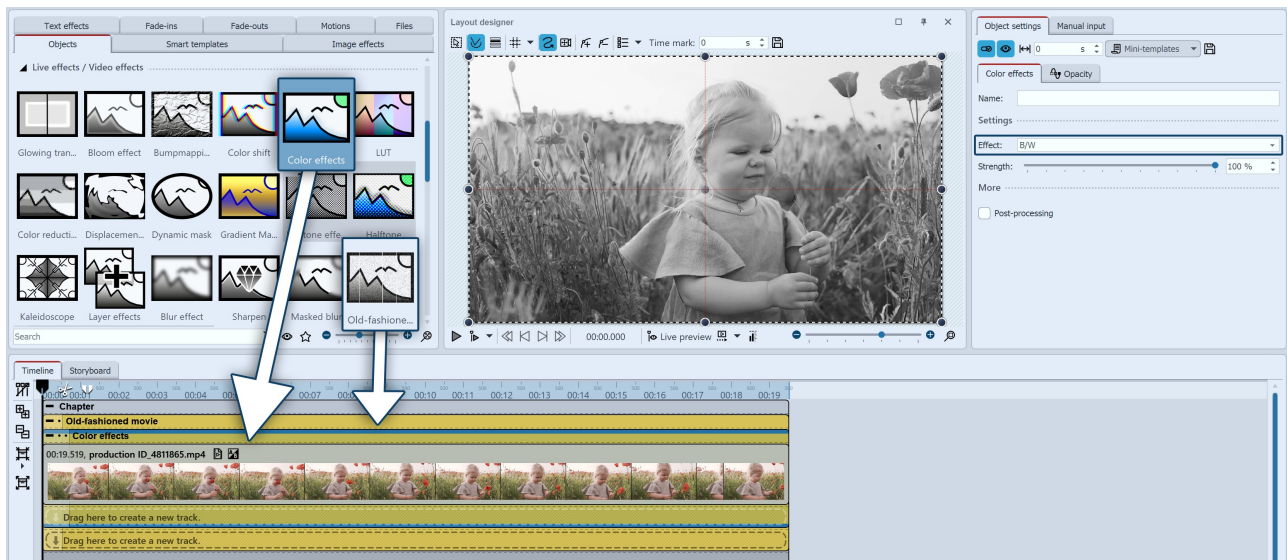 Text effects Fade-ins Fade-outs Motions Files
Objects Smart templates Image effects
Live effects / Video effects
Glowing tran... Bloom effect Bumpmappi... Color shift Color effects LUT
Color reducti... Displacemen... Dynamic mask Gradient Ma... Halftone
Kaleidoscope Layer effects Blur effect Sharpen Masked blur Old-fashione...
Search
Layout designer
Time mark: 0 s
00:00.000 Live preview
Object settings Manual input
0 s Mini-templates
Color effects Opacity
Name:
Settings
Effect: B/W
Strength: 100 %
More
Post-processing
Timeline Storyboard
00:01 00:02 00:03 00:04 00:07 00:10 00:11 00:12 00:13 00:14 00:15 00:16 00:17 00:18 00:19
Chapter
Old-fashioned movie
Color effects
00:19.519, production ID_4811865.mp4
Drag here to create a new track.
Drag here to create a new track.